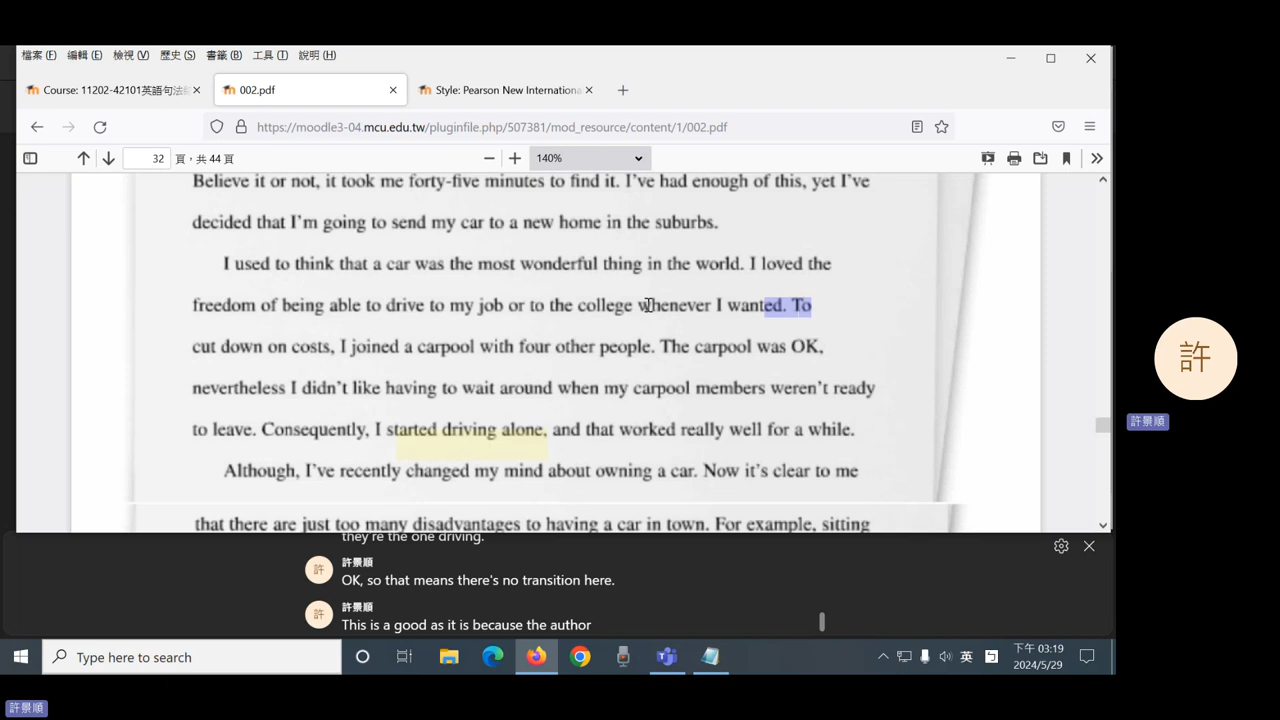 檔案 (F) 編輯 (E) 檢視 (V) 歷史 (S) 書籤 (B) 工具 (T) 說明 (H)
Course: 11202-42101英語句法
002.pdf
Style: Pearson New Internationa
https://moodle3-04.mcu.edu.tw/pluginfile.php/507381/mod_resource/content/1/002.pdf
32 頁，共 44 頁
140%
Believe it or not, it took me forty-five minutes to find it. I've had enough of this, yet I've
decided that I'm going to send my car to a new home in the suburbs.
I used to think that a car was the most wonderful thing in the world. I loved the
freedom of being able to drive to my job or to the college whenever I wanted. To
cut down on costs, I joined a carpool with four other people. The carpool was OK,
nevertheless I didn't like having to wait around when my carpool members weren't ready
to leave. Consequently, I started driving alone, and that worked really well for a while.
Although, I've recently changed my mind about owning a car. Now it's clear to me
that there are just too many disadvantages to having a car in town. For example, sitting
they're the one driving.
許
許景順
OK, so that means there's no transition here.
許
許景順
This is a good as it is because the author
許
許景順
Type here to search
英
下午 03:19
2024/5/29
許景順